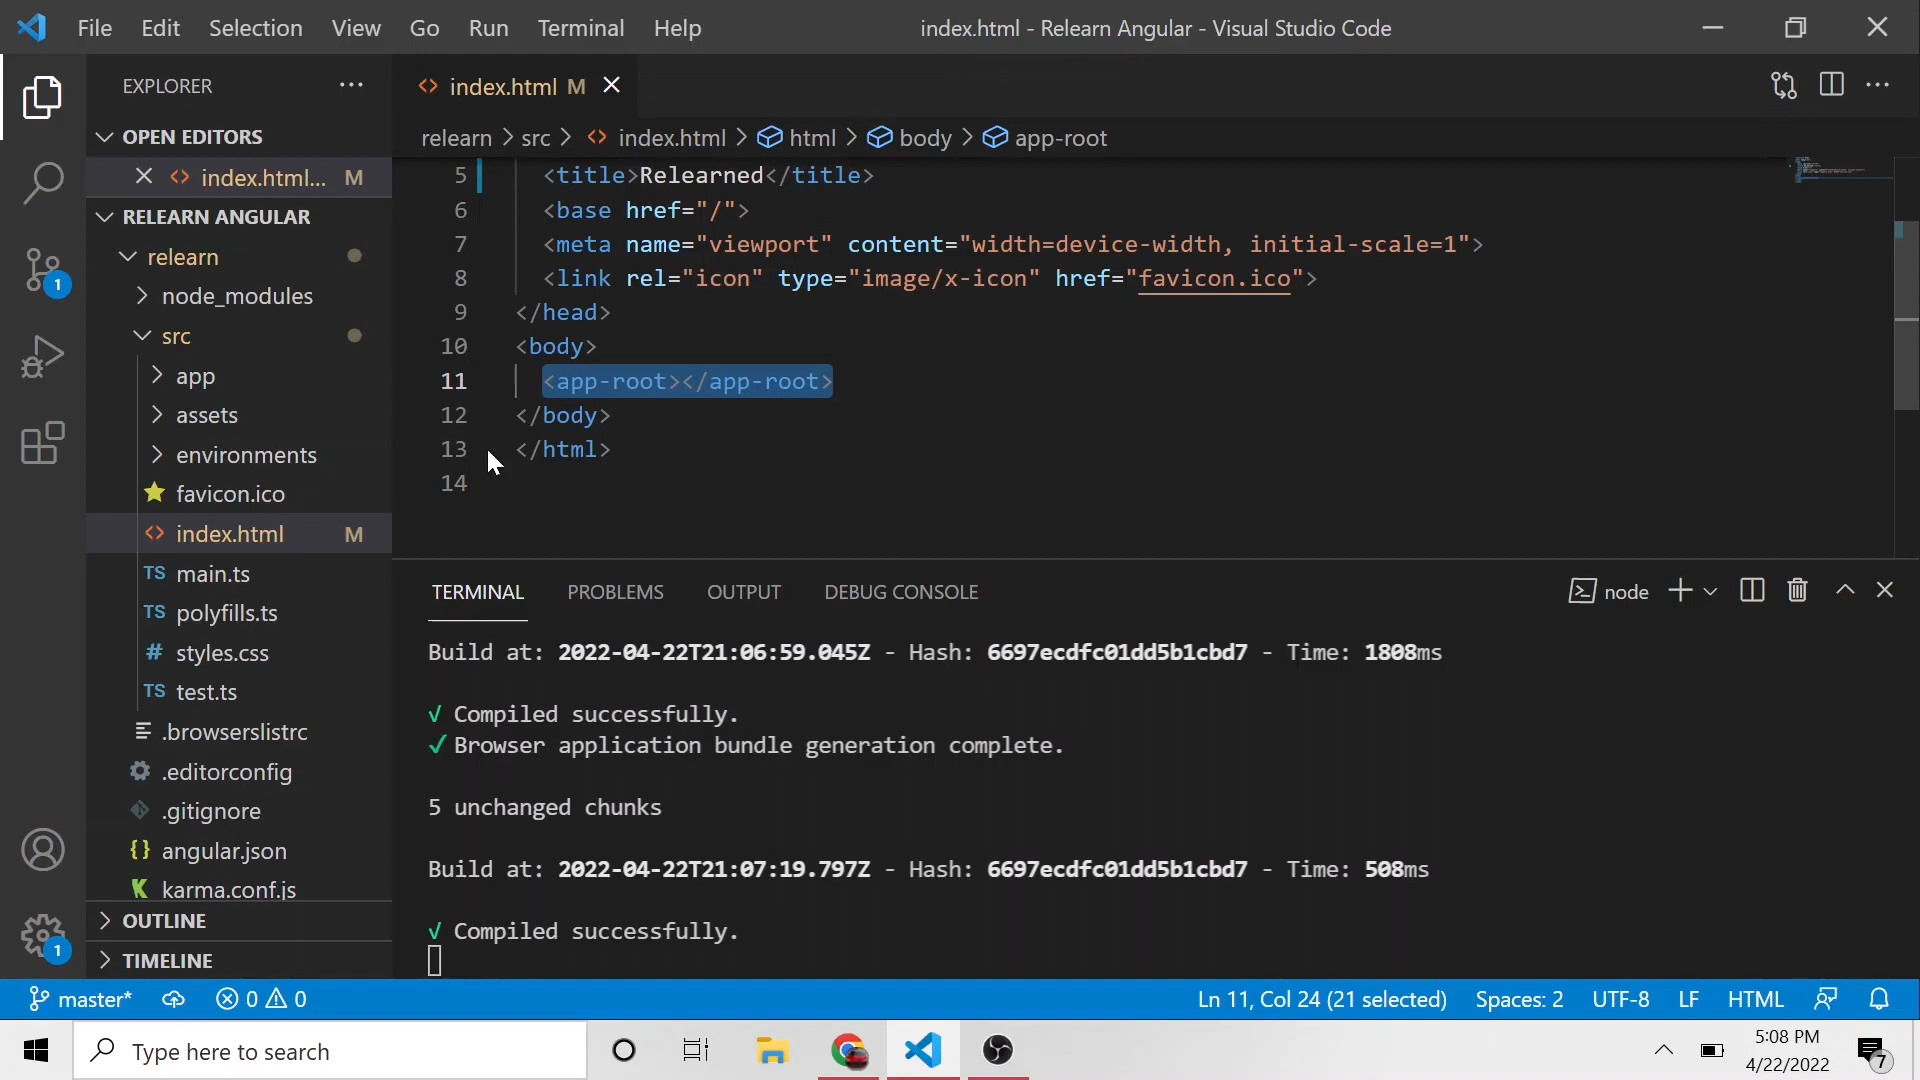 File Edit Selection View Go Run Terminal Help
index.html - Relearn Angular - Visual Studio Code
EXPLORER
OPEN EDITORS
index.html... M
RELEARN ANGULAR
relearn
node_modules
src
app
assets
environments
favicon.ico
index.html M
TS main.ts
TS polyfills.ts
# styles.css
TS test.ts
.browserslistrc
.editorconfig
.gitignore
{} angular.json
K karma.conf.js
OUTLINE
TIMELINE
1
1
<> index.html M
relearn > src > <> index.html > html > body > app-root
5 <title>Relearned</title>
6 <base href="/">
7 <meta name="viewport" content="width=device-width, initial-scale=1">
8 <link rel="icon" type="image/x-icon" href="favicon.ico">
9 </head>
10 <body>
11 <app-root></app-root>
12 </body>
13 </html>
14
TERMINAL PROBLEMS OUTPUT DEBUG CONSOLE
node
Build at: 2022-04-22T21:06:59.045Z - Hash: 6697ecdfc01dd5b1cbd7 - Time: 1808ms
√ Compiled successfully.
✓ Browser application bundle generation complete.
5 unchanged chunks
Build at: 2022-04-22T21:07:19.797Z - Hash: 6697ecdfc01dd5b1cbd7 - Time: 508ms
√ Compiled successfully.
master* 0 0
Ln 11, Col 24 (21 selected) Spaces: 2 UTF-8 LF HTML
Type here to search
5:08 PM
4/22/2022
7